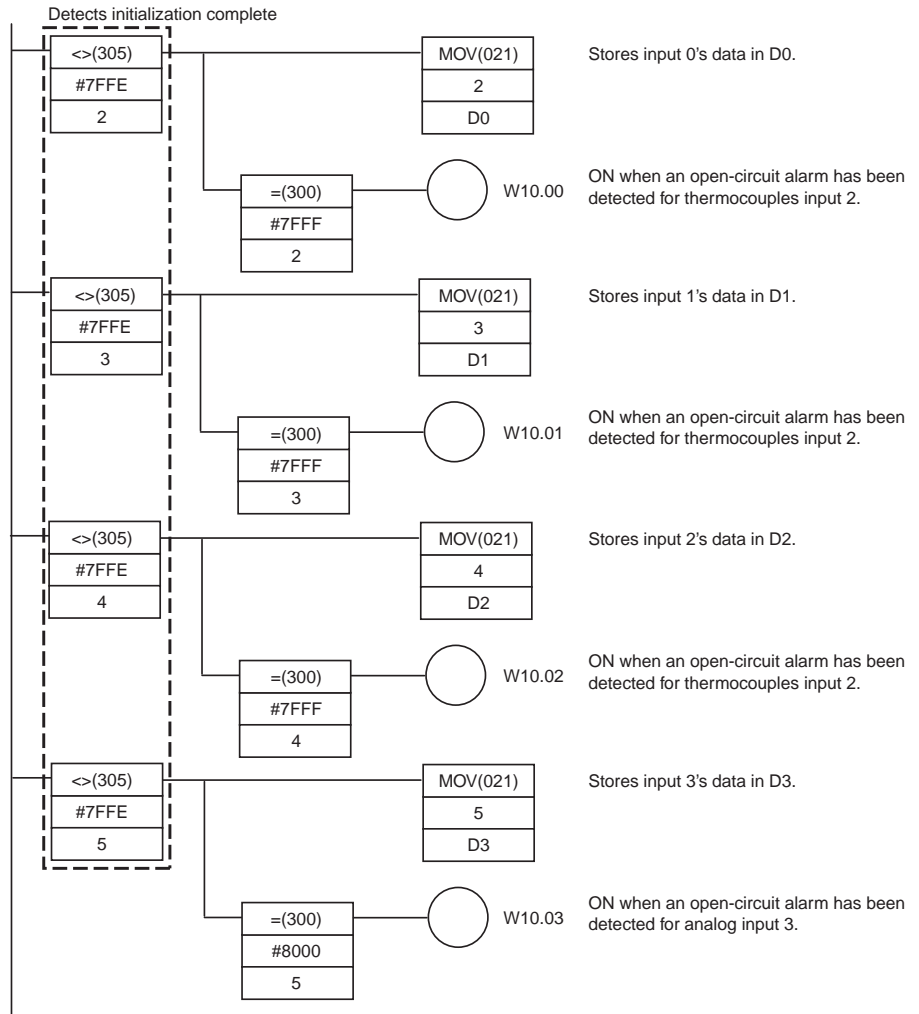 Detects initialization complete
<>(305)
#7FFE
2
MOV(021)
2
D0
Stores input 0's data in D0.
=(300)
#7FFF
2
W10.00
ON when an open-circuit alarm has been
detected for thermocouples input 2.
<>(305)
#7FFE
3
MOV(021)
3
D1
Stores input 1's data in D1.
=(300)
#7FFF
3
W10.01
ON when an open-circuit alarm has been
detected for thermocouples input 2.
<>(305)
#7FFE
4
MOV(021)
4
D2
Stores input 2's data in D2.
=(300)
#7FFF
4
W10.02
ON when an open-circuit alarm has been
detected for thermocouples input 2.
<>(305)
#7FFE
5
MOV(021)
5
D3
Stores input 3's data in D3.
=(300)
#8000
5
W10.03
ON when an open-circuit alarm has been
detected for analog input 3.